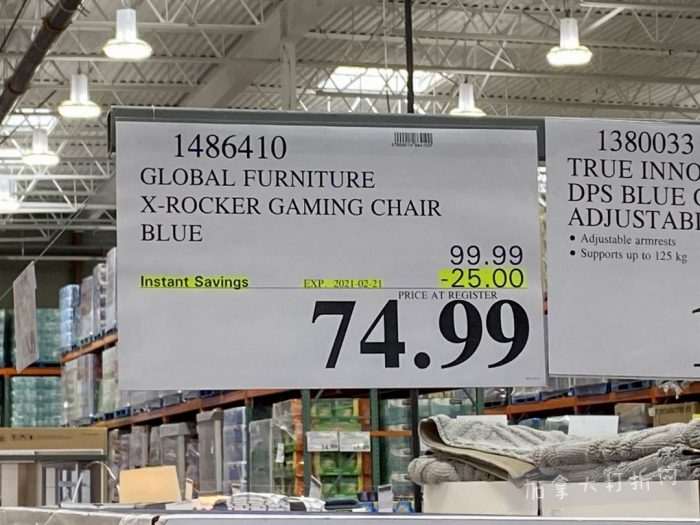 1486410
GLOBAL FURNITURE
X-ROCKER GAMING CHAIR
BLUE
99.99
Instant Savings EXP. 2021-02-21 -25.00
PRICE AT REGISTER
74.99
1380033
TRUE INNO
DPS BLUE
ADJUSTABL
• Adjustable armrests
• Supports up to 125 kg
加拿大打折网